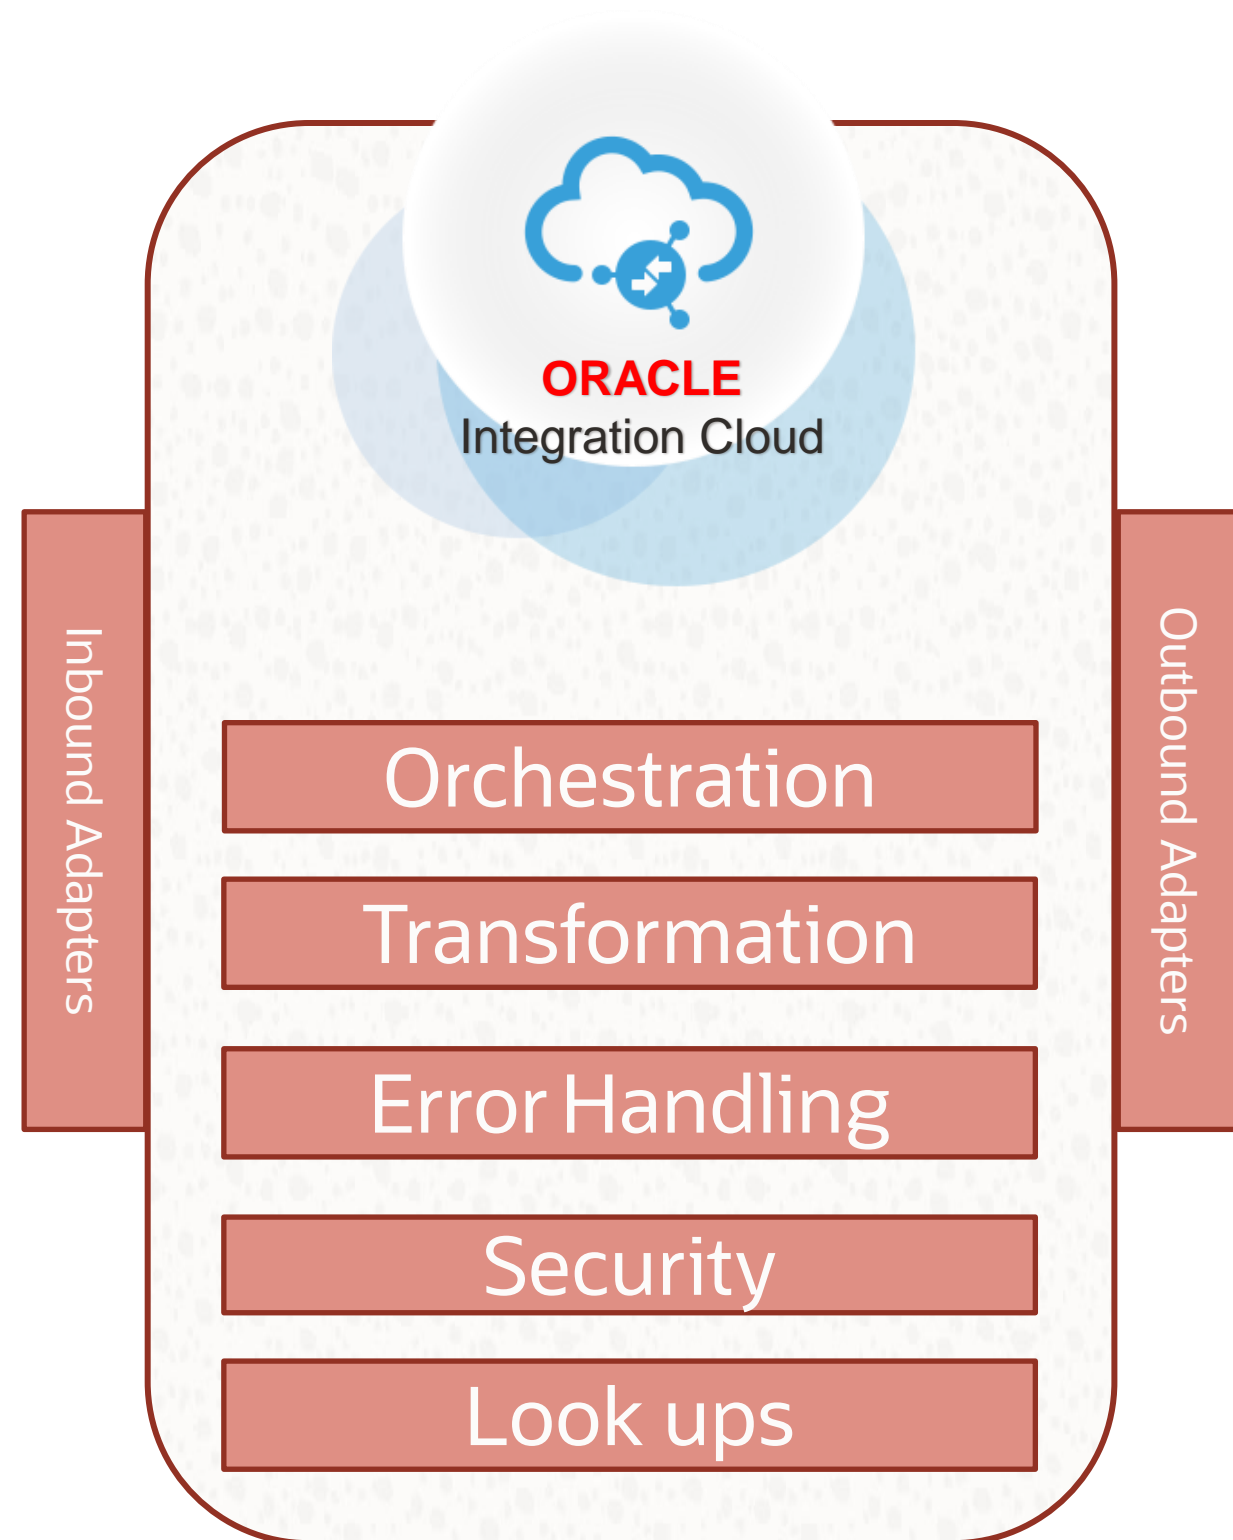 ORACLE
Integration Cloud
Inbound Adapters
Outbound Adapters
Orchestration
Transformation
Error Handling
Security
Look ups